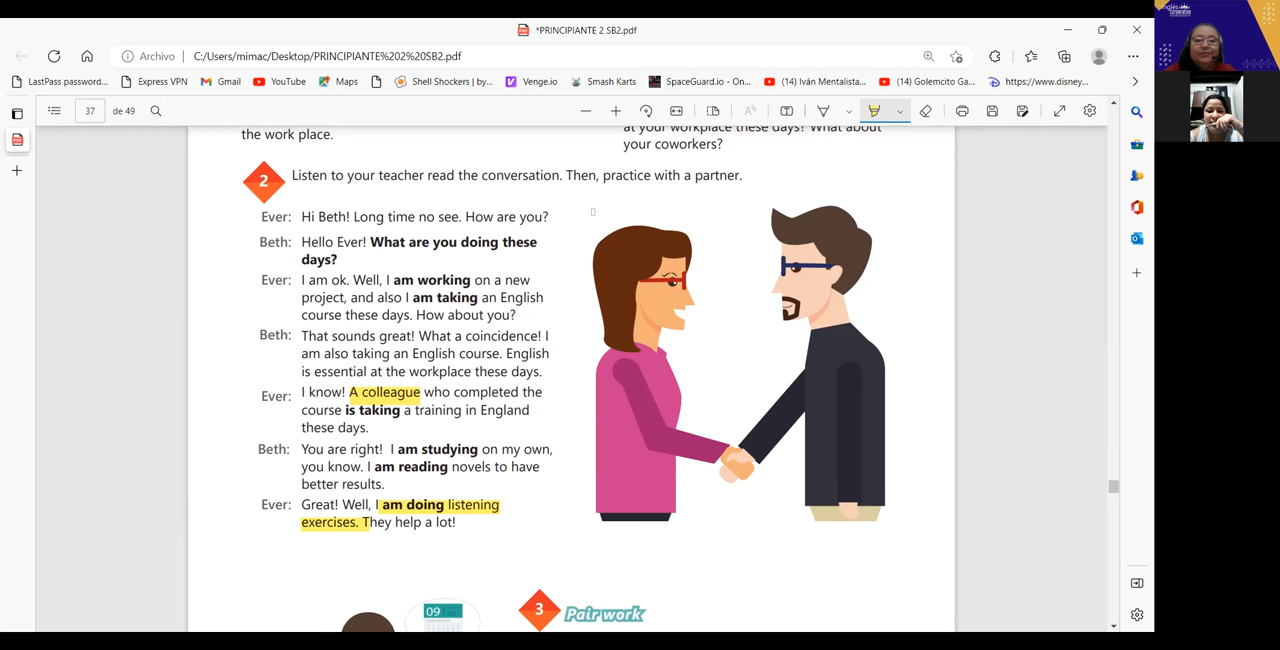 *PRINCIPIANTE 2 SB2.pdf
Archivo C:/Users/mimac/Desktop/PRINCIPIANTE%202%20SB2.pdf
LastPass password... Express VPN Gmail YouTube Maps Shell Shockers | by... Venge.io Smash Karts SpaceGuard.io - On... (14) Iván Mentalista... (14) Golemcito Ga... https://www.disney...
37 de 49
the work place.
at your workplace these days? What about
your coworkers?
2 Listen to your teacher read the conversation. Then, practice with a partner.
Ever: Hi Beth! Long time no see. How are you?
Beth: Hello Ever! What are you doing these
days?
Ever: I am ok. Well, I am working on a new
project, and also I am taking an English
course these days. How about you?
Beth: That sounds great! What a coincidence! I
am also taking an English course. English
is essential at the workplace these days.
Ever: I know! A colleague who completed the
course is taking a training in England
these days.
Beth: You are right! I am studying on my own,
you know. I am reading novels to have
better results.
Ever: Great! Well, I am doing listening
exercises. They help a lot!
09
3 Pair work